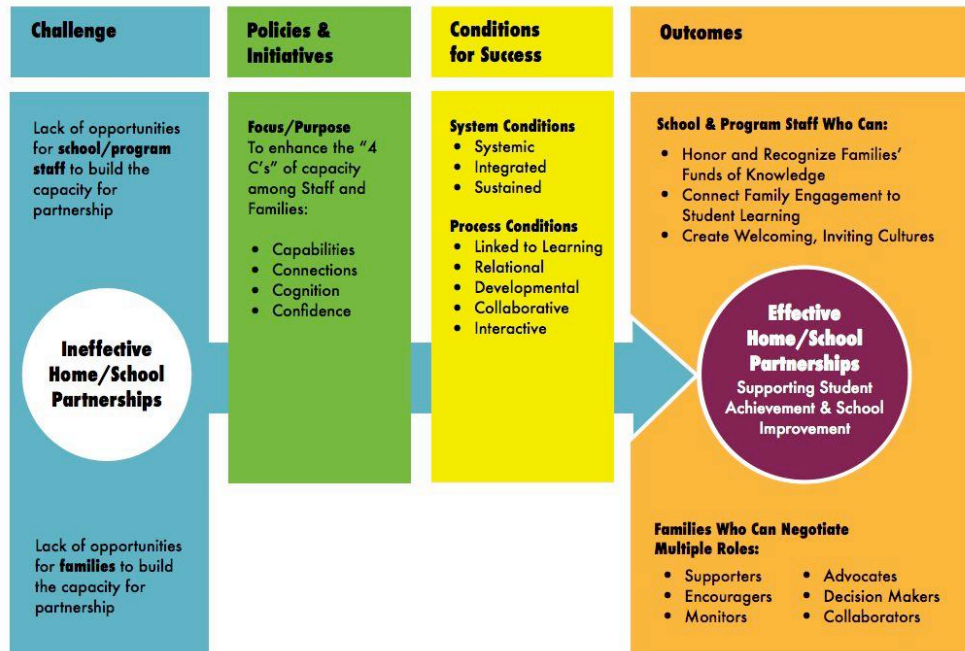 Challenge
Policies &
Initiatives
Conditions
for Success
Outcomes
Lack of opportunities
for school/program
staff to build the
capacity for
partnership
Ineffective
Home/School
Partnerships
Lack of opportunities
for families to build
the capacity for
partnership
Focus/Purpose
To enhance the "4
C's" of capacity
among Staff and
Families:
• Capabilities
• Connections
• Cognition
• Confidence
System Conditions
• Systemic
• Integrated
• Sustained
Process Conditions
• Linked to Learning
• Relational
• Developmental
• Collaborative
• Interactive
School & Program Staff Who Can:
• Honor and Recognize Families'
Funds of Knowledge
• Connect Family Engagement to
Student Learning
• Create Welcoming, Inviting Cultures
Effective
Home/School
Partnerships
Supporting Student
Achievement & School
Improvement
Families Who Can Negotiate
Multiple Roles:
• Supporters
• Encouragers
• Monitors
• Advocates
• Decision Makers
• Collaborators